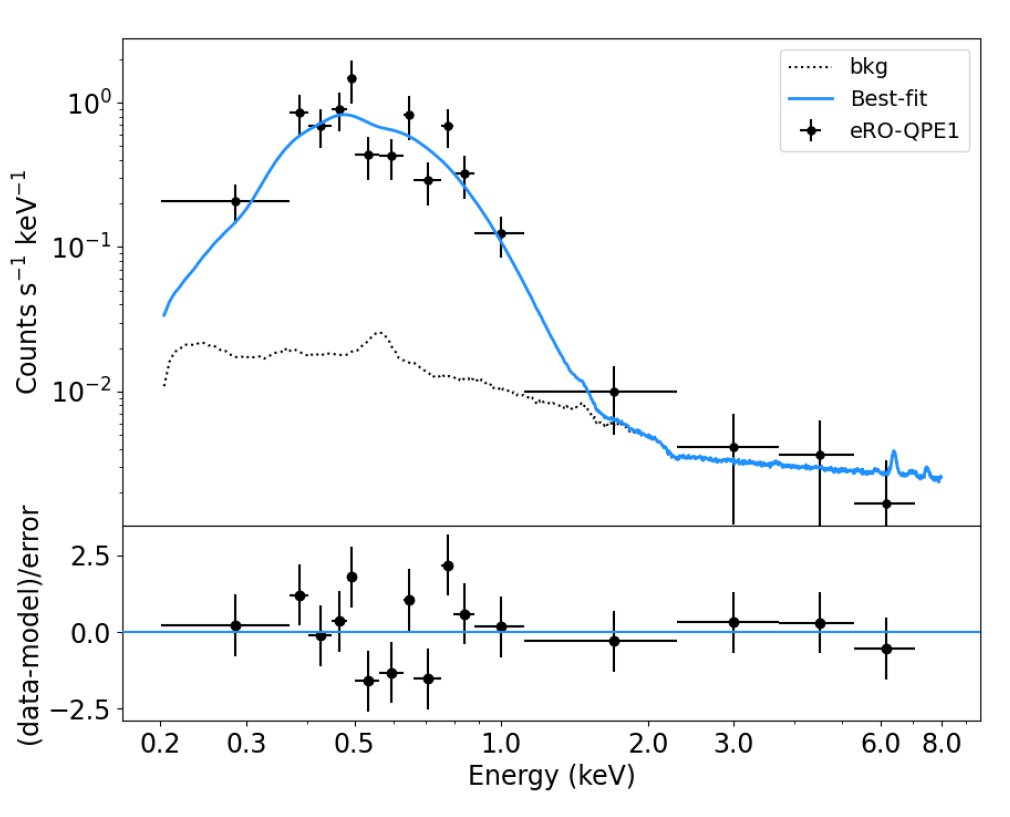 bkg
Best-fit
eRO-QPE1
Counts s⁻¹ keV⁻¹
10⁰
10⁻¹
10⁻²
(data-model)/error
2.5
0.0
−2.5
0.2 0.3 0.5 1.0 2.0 3.0 6.0 8.0
Energy (keV)